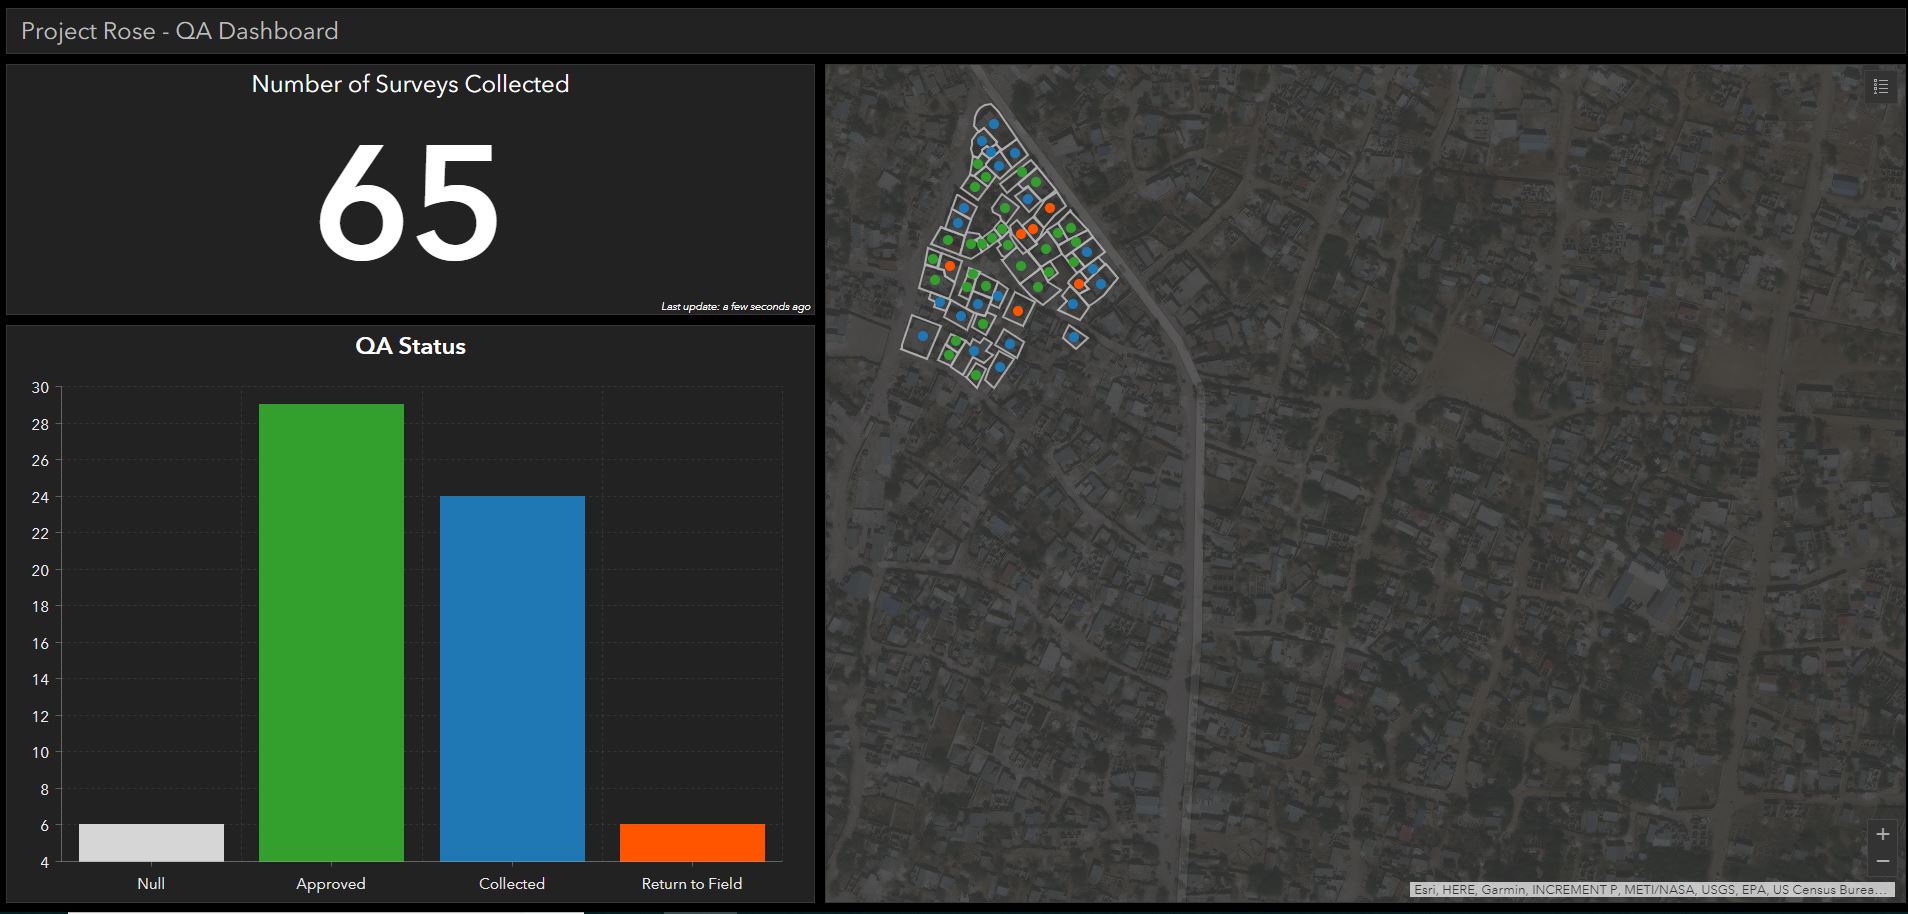 Project Rose - QA Dashboard
Number of Surveys Collected
65
Last update: a few seconds ago
QA Status
30
28
26
24
22
20
18
16
14
12
10
8
6
4
Null
Approved
Collected
Return to Field
+
−
Esri, HERE, Garmin, INCREMENT P, METI/NASA, USGS, EPA, US Census Burea...